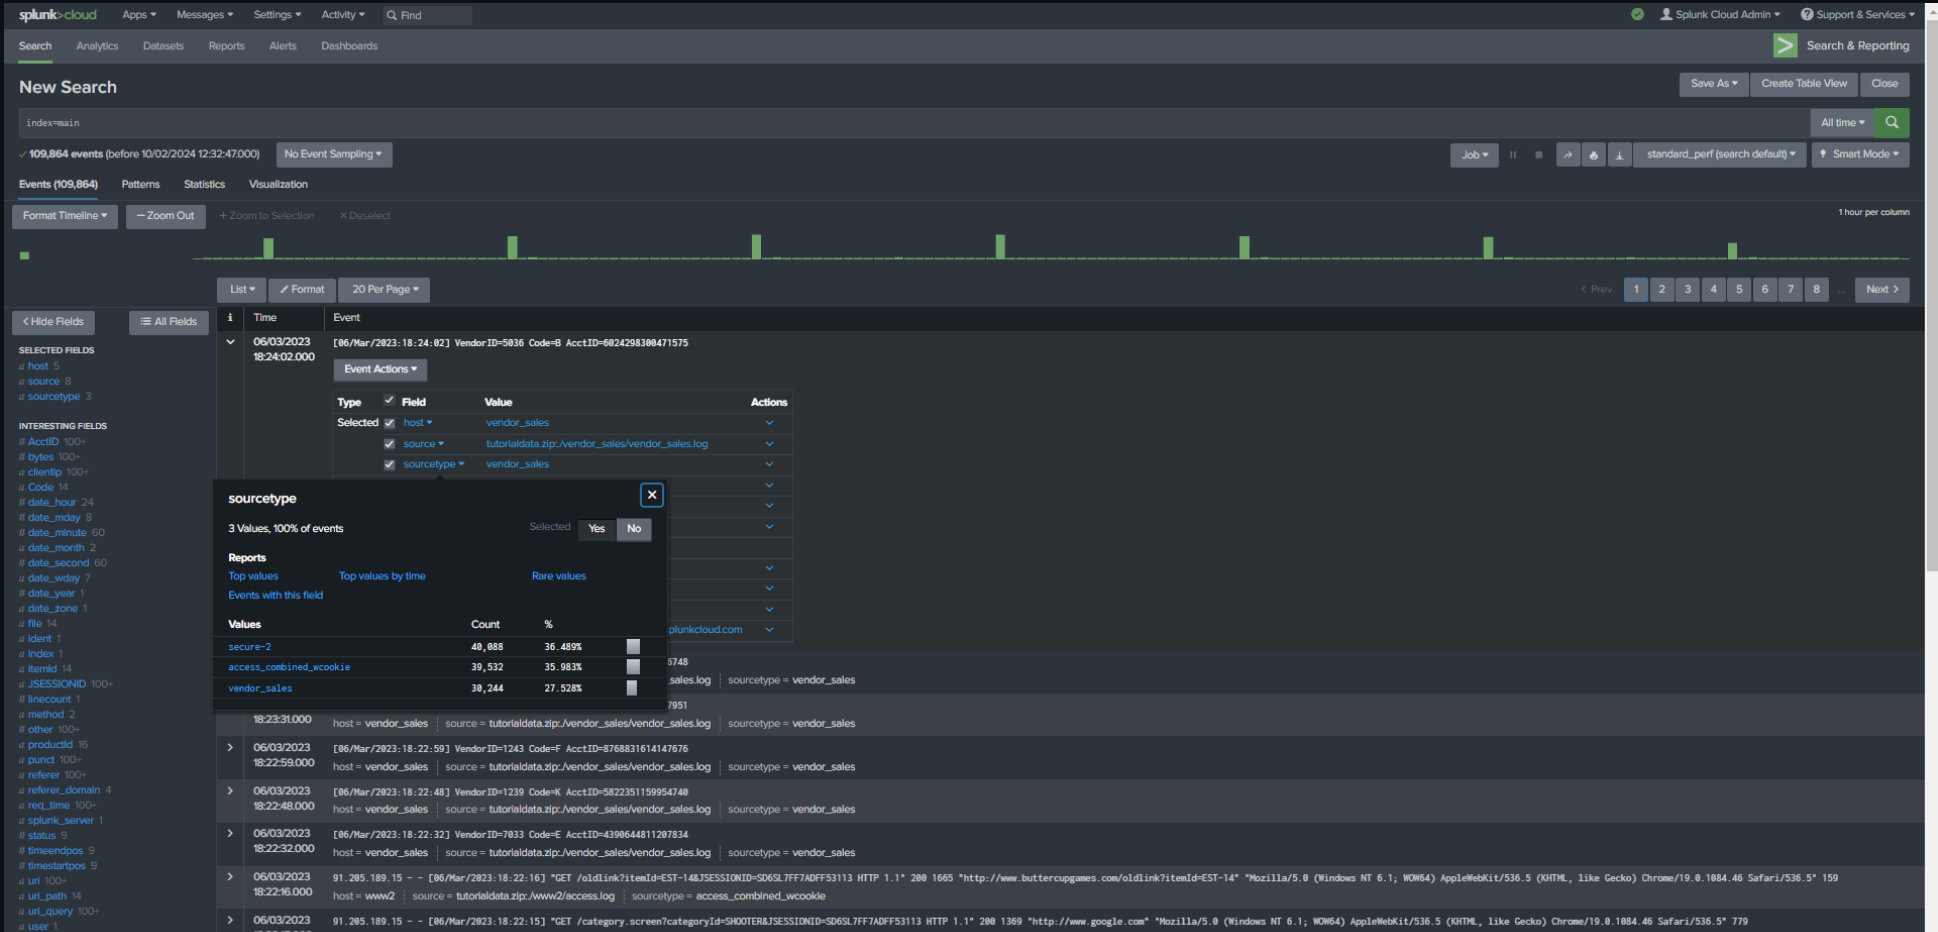 splunk>cloud Apps Messages Settings Activity Find Splunk Cloud Admin Support & Services
Search Analytics Datasets Reports Alerts Dashboards Search & Reporting
New Search Save As Create Table View Close
index=main All time
109,864 events (before 10/02/2024 12:32:47.000) No Event Sampling Job standard_perf (search default) Smart Mode
Events (109,864) Patterns Statistics Visualization
Format Timeline — Zoom Out + Zoom to Selection × Deselect 1 hour per column
List Format 20 Per Page < Prev 1 2 3 4 5 6 7 8 ... Next >
< Hide Fields All Fields i Time Event
SELECTED FIELDS
a host 5
a source 8
a sourcetype 3
INTERESTING FIELDS
# AcctID 100+
# bytes 100+
a clientip 100+
a Code 14
# date_hour 24
# date_mday 8
# date_minute 60
a date_month 2
# date_second 60
a date_wday 7
# date_year 1
a date_zone 1
a file 14
a ident 1
a index 1
a itemId 14
a JSESSIONID 100+
# linecount 1
a method 2
# other 100+
a productId 16
a punct 100+
a referer 100+
a referer_domain 4
a req_time 100+
a splunk_server 1
# status 9
# timeendpos 9
# timestartpos 9
a uri 100+
a uri_path 14
a uri_query 100+
a user 1
06/03/2023 [06/Mar/2023:18:24:02] VendorID=5036 Code=B AcctID=6024298300471575
18:24:02.000
Event Actions
Type Field Value Actions
Selected host vendor_sales
source tutorialdata.zip:./vendor_sales/vendor_sales.log
sourcetype vendor_sales
sourcetype ×
3 Values, 100% of events Selected Yes No
Reports
Top values Top values by time Rare values
Events with this field
Values Count %
secure-2 40,088 36.489%
access_combined_wcookie 39,532 35.983%
vendor_sales 30,244 27.528%
plunkcloud.com
6748
sales.log sourcetype = vendor_sales
7951
18:23:31.000 host = vendor_sales source = tutorialdata.zip:./vendor_sales/vendor_sales.log sourcetype = vendor_sales
06/03/2023 [06/Mar/2023:18:22:59] VendorID=1243 Code=F AcctID=8768831614147676
18:22:59.000 host = vendor_sales source = tutorialdata.zip:./vendor_sales/vendor_sales.log sourcetype = vendor_sales
06/03/2023 [06/Mar/2023:18:22:48] VendorID=1239 Code=K AcctID=5822351159954740
18:22:48.000 host = vendor_sales source = tutorialdata.zip:./vendor_sales/vendor_sales.log sourcetype = vendor_sales
06/03/2023 [06/Mar/2023:18:22:32] VendorID=7033 Code=E AcctID=4390644811207834
18:22:32.000 host = vendor_sales source = tutorialdata.zip:./vendor_sales/vendor_sales.log sourcetype = vendor_sales
06/03/2023 91.205.189.15 - - [06/Mar/2023:18:22:16] "GET /oldlink?itemId=EST-14&JSESSIONID=SD6SL7FF7ADFF53113 HTTP 1.1" 200 1665 "http://www.buttercupgames.com/oldlink?itemId=EST-14" "Mozilla/5.0 (Windows NT 6.1; WOW64) AppleWebKit/536.5 (KHTML, like Gecko) Chrome/19.0.1084.46 Safari/536.5" 159
18:22:16.000 host = www2 source = tutorialdata.zip:./www2/access.log sourcetype = access_combined_wcookie
06/03/2023 91.205.189.15 - - [06/Mar/2023:18:22:15] "GET /category.screen?categoryId=SHOOTER&JSESSIONID=SD6SL7FF7ADFF53113 HTTP 1.1" 200 1369 "http://www.google.com" "Mozilla/5.0 (Windows NT 6.1; WOW64) AppleWebKit/536.5 (KHTML, like Gecko) Chrome/19.0.1084.46 Safari/536.5" 779